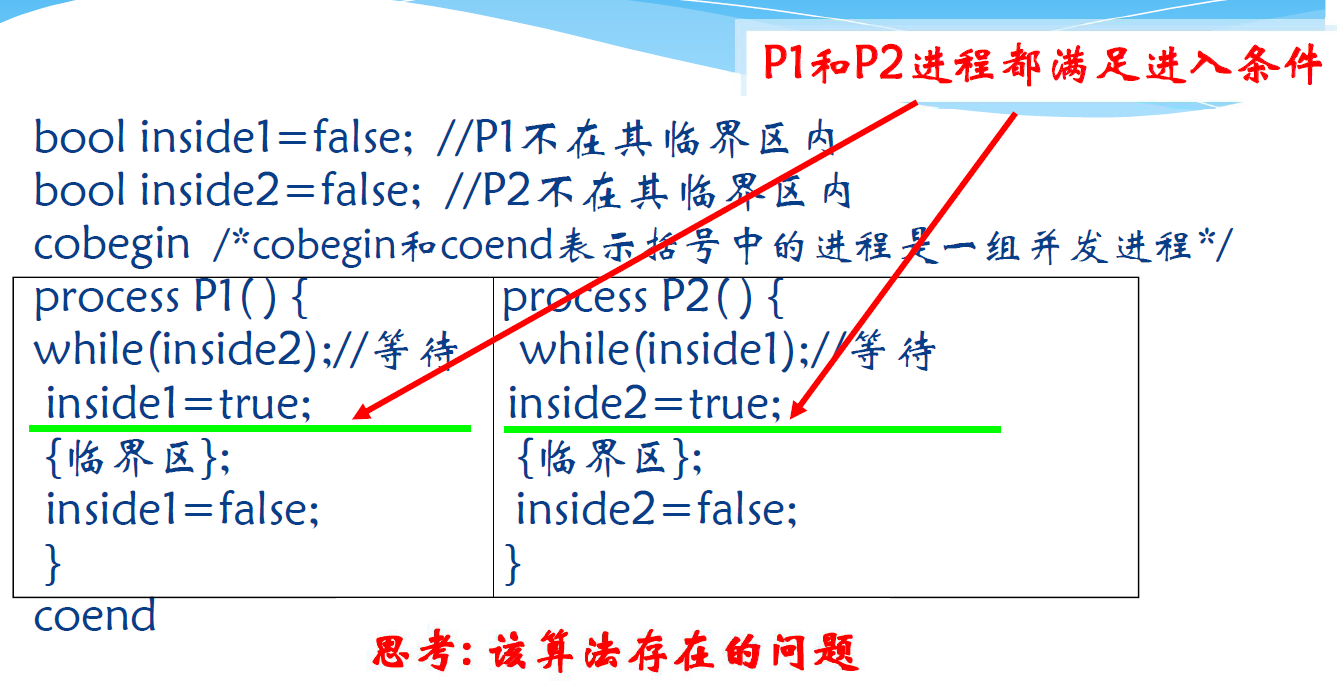 P1和P2进程都满足进入条件
bool inside1=false; //P1不在其临界区内
bool inside2=false; //P2不在其临界区内
cobegin /*cobegin和coend表示括号中的进程是一组并发进程*/
process P1( ) {
while(inside2);//等待
inside1=true;
{临界区};
inside1=false;
}
process P2( ) {
while(inside1);//等待
inside2=true;
{临界区};
inside2=false;
}
coend
思考: 该算法存在的问题